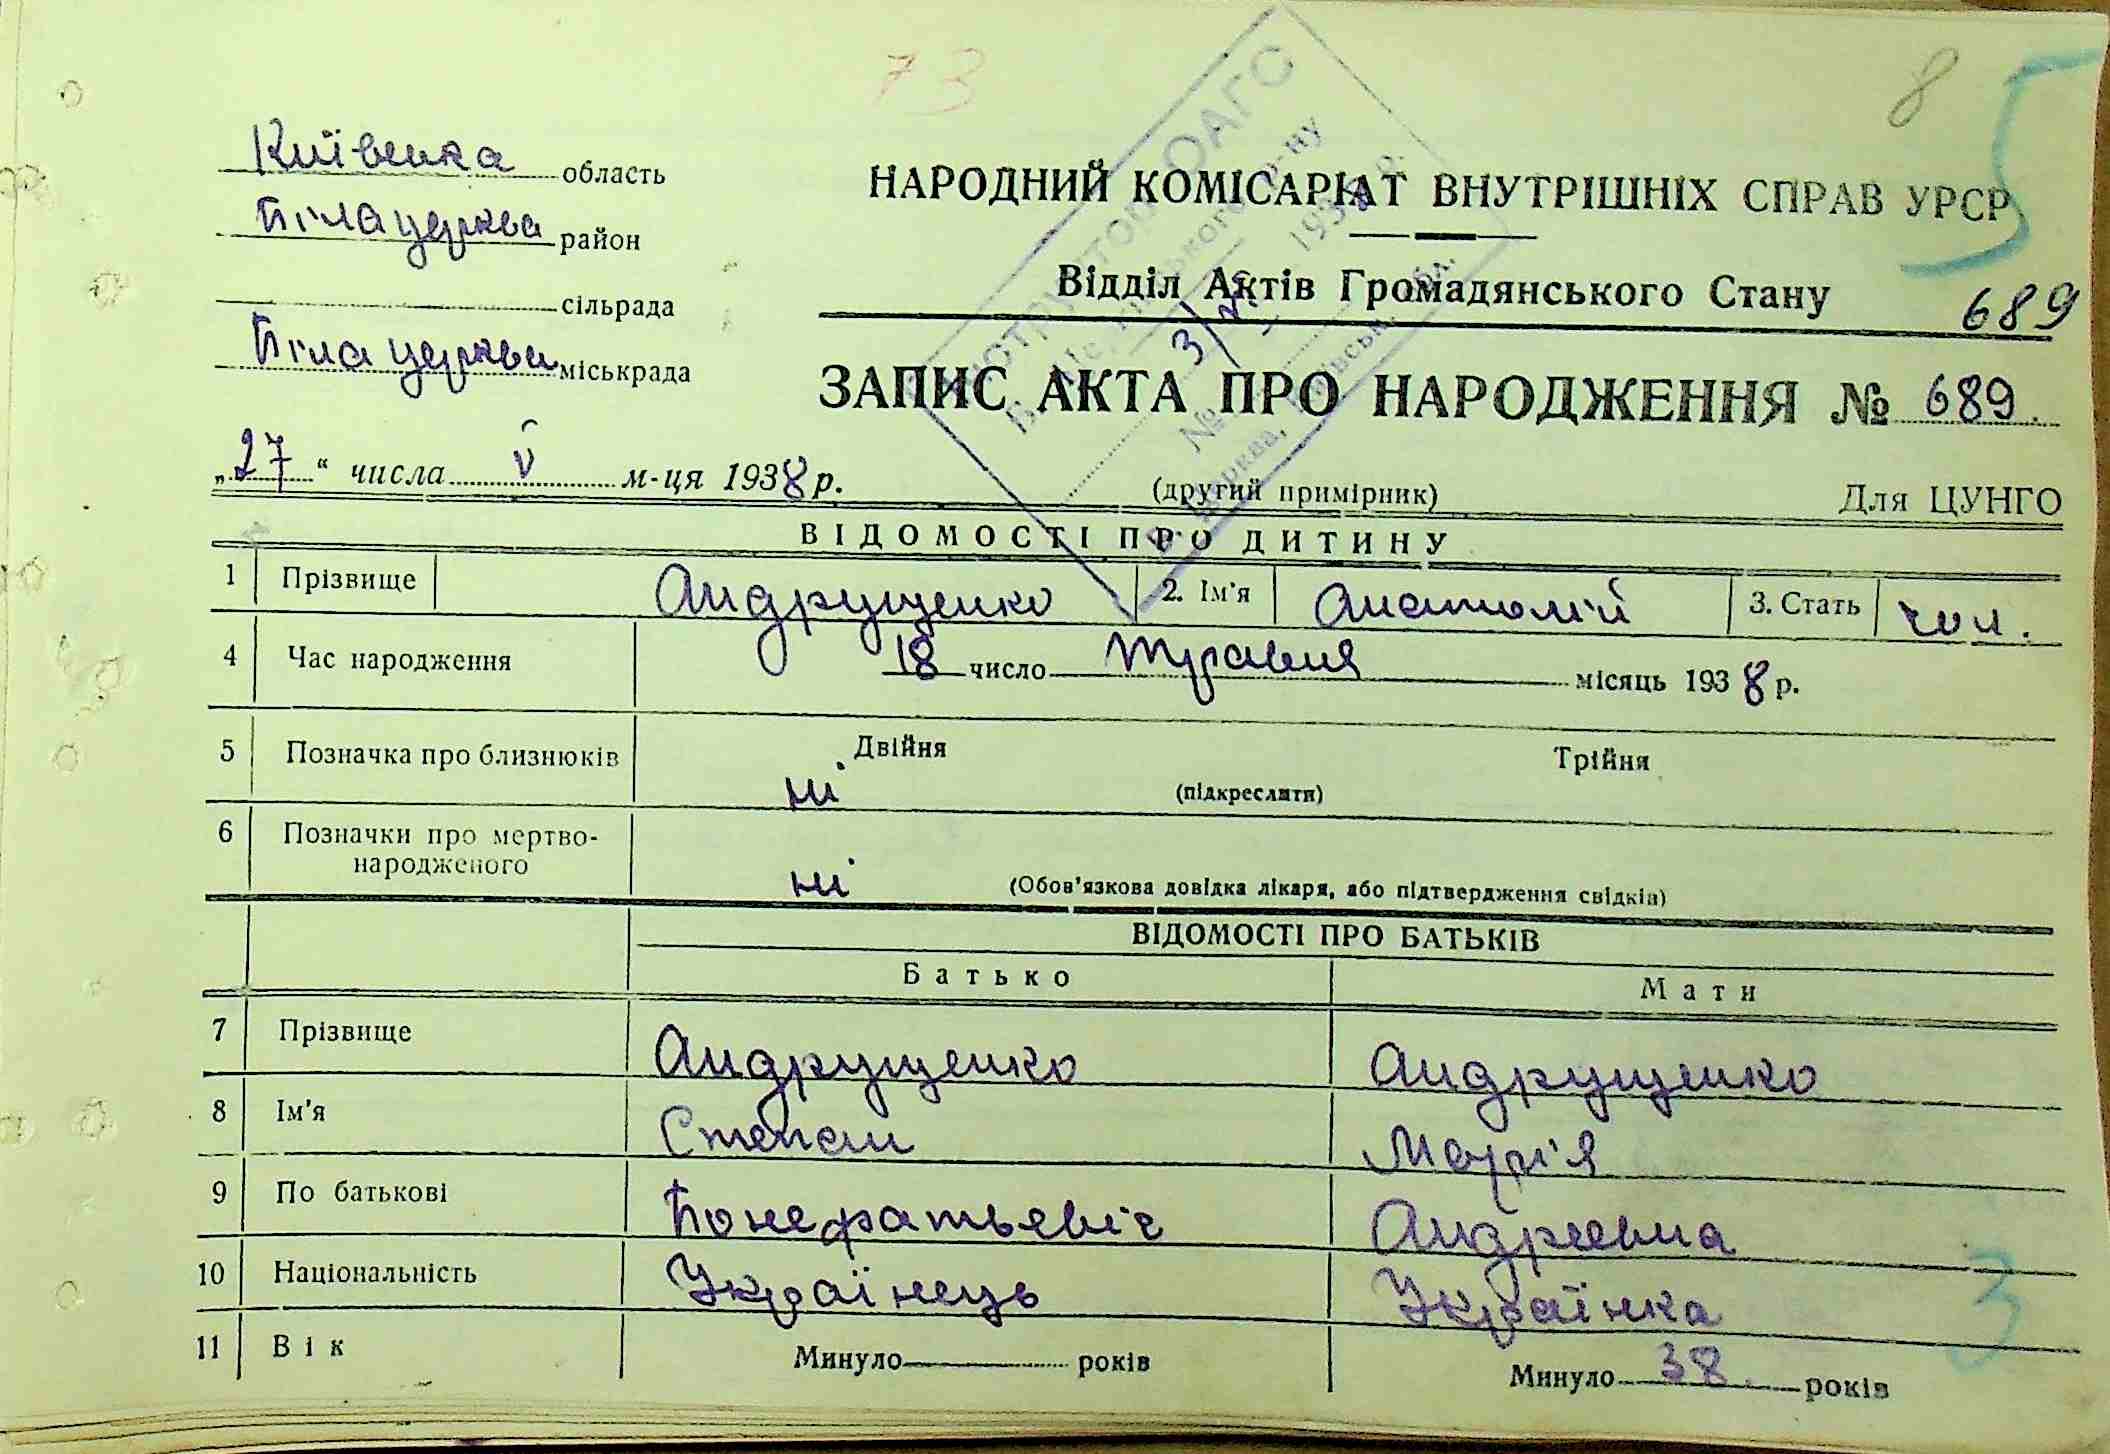 73
8
5
Київська область
Біла церква район
сільрада
Біла церква міськрада
НАРОДНИЙ КОМІСАРІАТ ВНУТРІШНІХ СПРАВ УРСР
Відділ Актів Громадянського Стану
689
ЗАПИС АКТА ПРО НАРОДЖЕННЯ № 689.
„27“ числа V м-ця 1938 р.
(другий примірник)
Для ЦУНГО
ВІДОМОСТІ ПРО ДИТИНУ
1 Прізвище Андрущенко 2. Ім'я Анатолій 3. Стать чол.
4 Час народження 18 число травня місяць 1938 р.
5 Позначка про близнюків Двійня Трійня
ні (підкреслити)
6 Позначки про мертво-
народженого
ні (Обов'язкова довідка лікаря, або підтвердження свідків)
ВІДОМОСТІ ПРО БАТЬКІВ
Батько Мати
7 Прізвище Андрущенко Андрущенко
8 Ім'я Степан Марія
9 По батькові Андреевна
10 Національність Українець Українка
11 Вік Минуло років Минуло 38 років
3